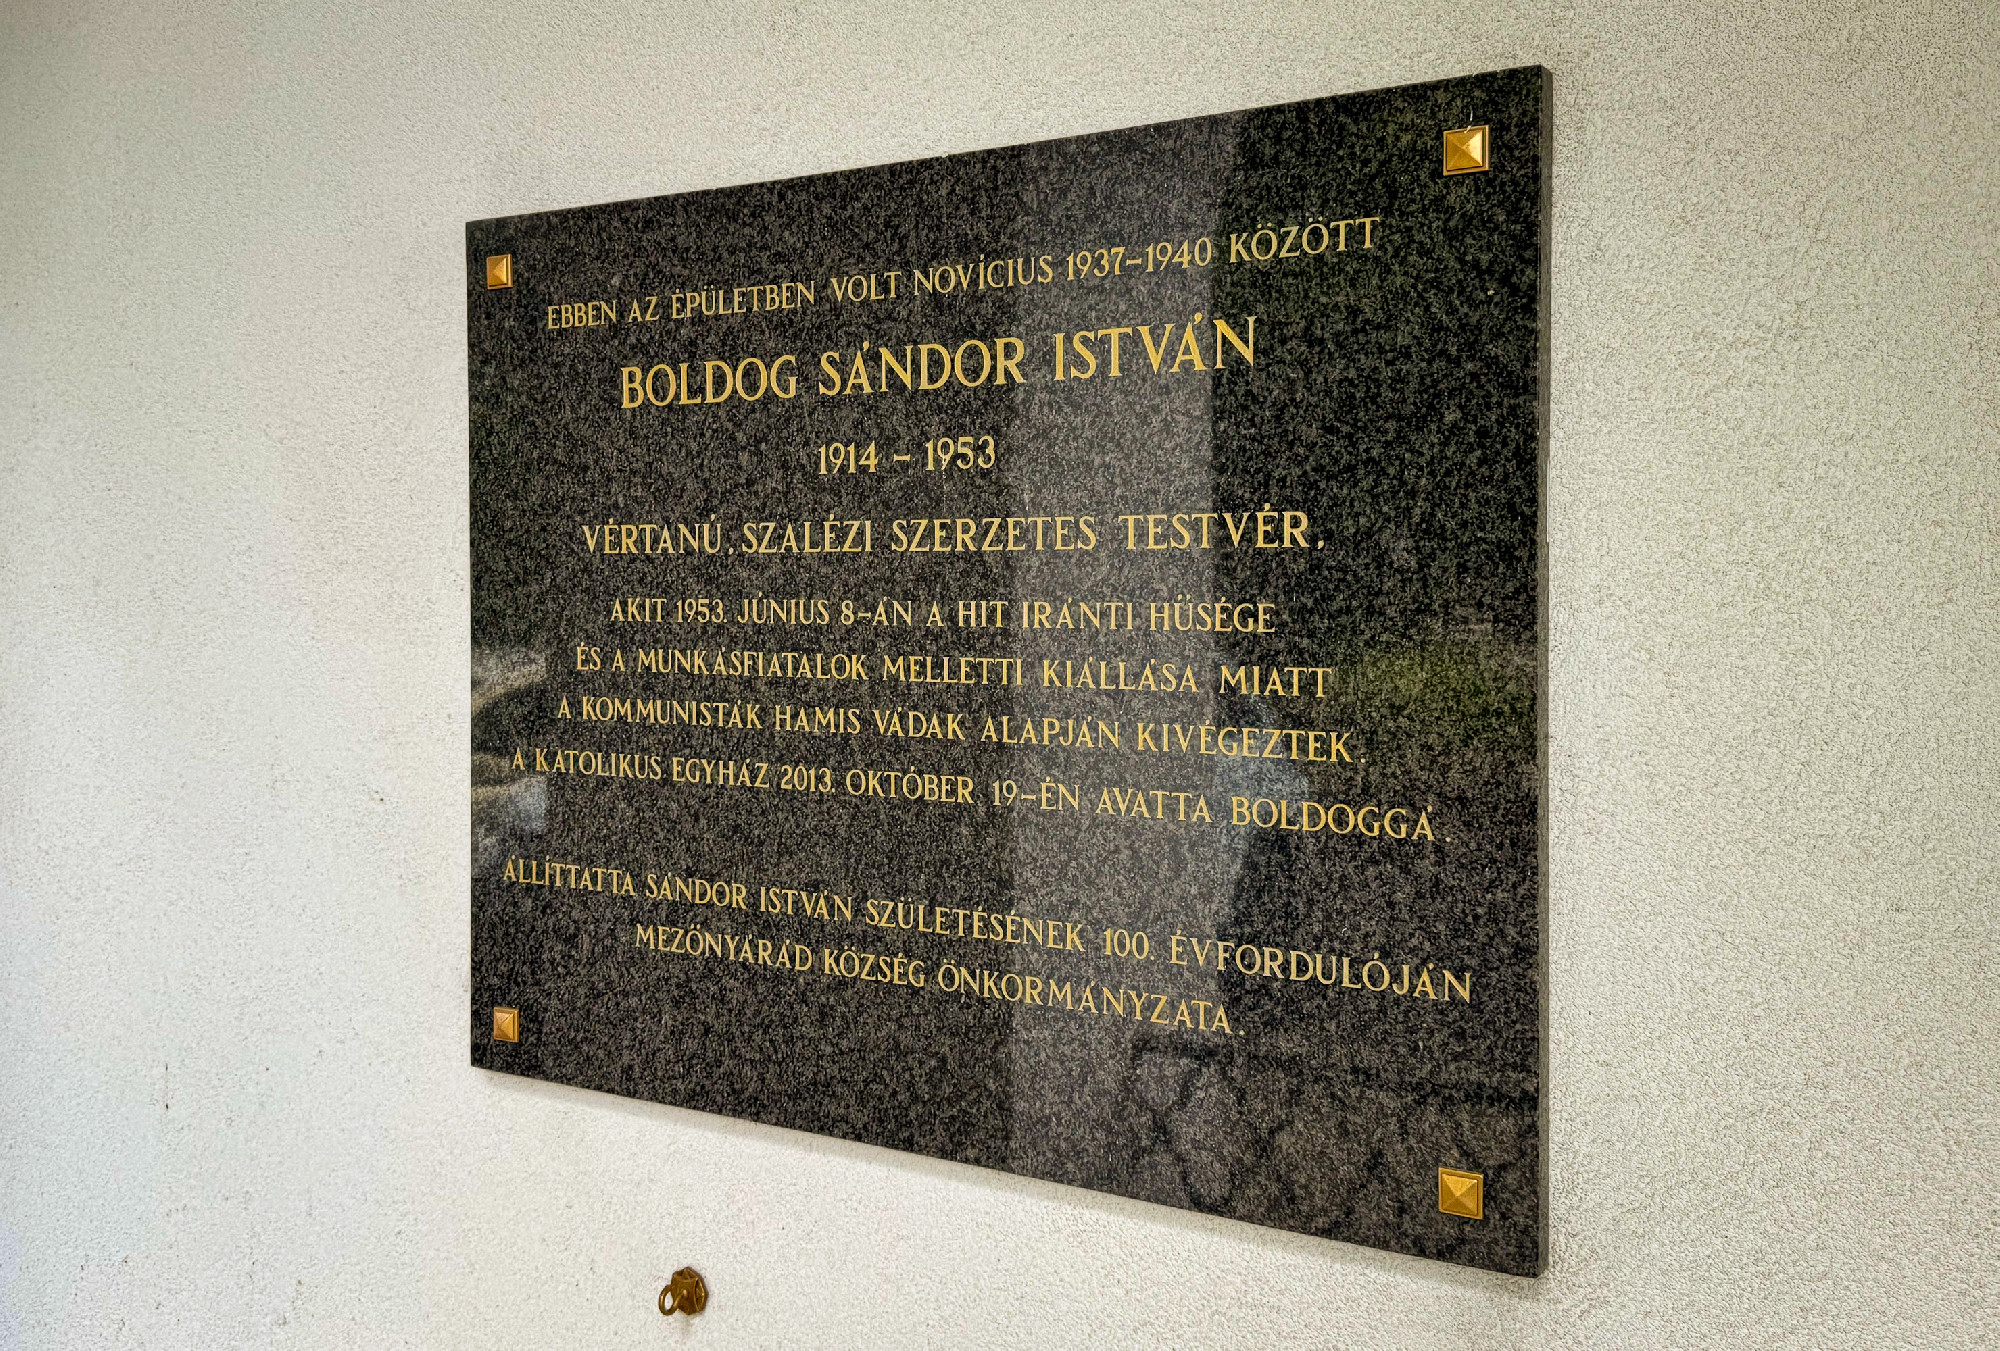 EBBEN AZ ÉPÜLETBEN VOLT NOVÍCIUS 1937-1940 KÖZÖTT
BOLDOG SÁNDOR ISTVÁN
1914 - 1953
VÉRTANÚ, SZALÉZI SZERZETES TESTVÉR,
AKIT 1953. JÚNIUS 8-ÁN A HIT IRÁNTI HŰSÉGE
ÉS A MUNKÁSFIATALOK MELLETTI KIÁLLÁSA MIATT
A KOMMUNISTÁK HAMIS VÁDAK ALAPJÁN KIVÉGEZTEK.
A KATOLIKUS EGYHÁZ 2013. OKTÓBER 19-ÉN AVATTA BOLDOGGÁ.
ÁLLÍTTATTA SÁNDOR ISTVÁN SZÜLETÉSÉNEK 100. ÉVFORDULÓJÁN
MEZŐNYÁRÁD KÖZSÉG ÖNKORMÁNYZATA.